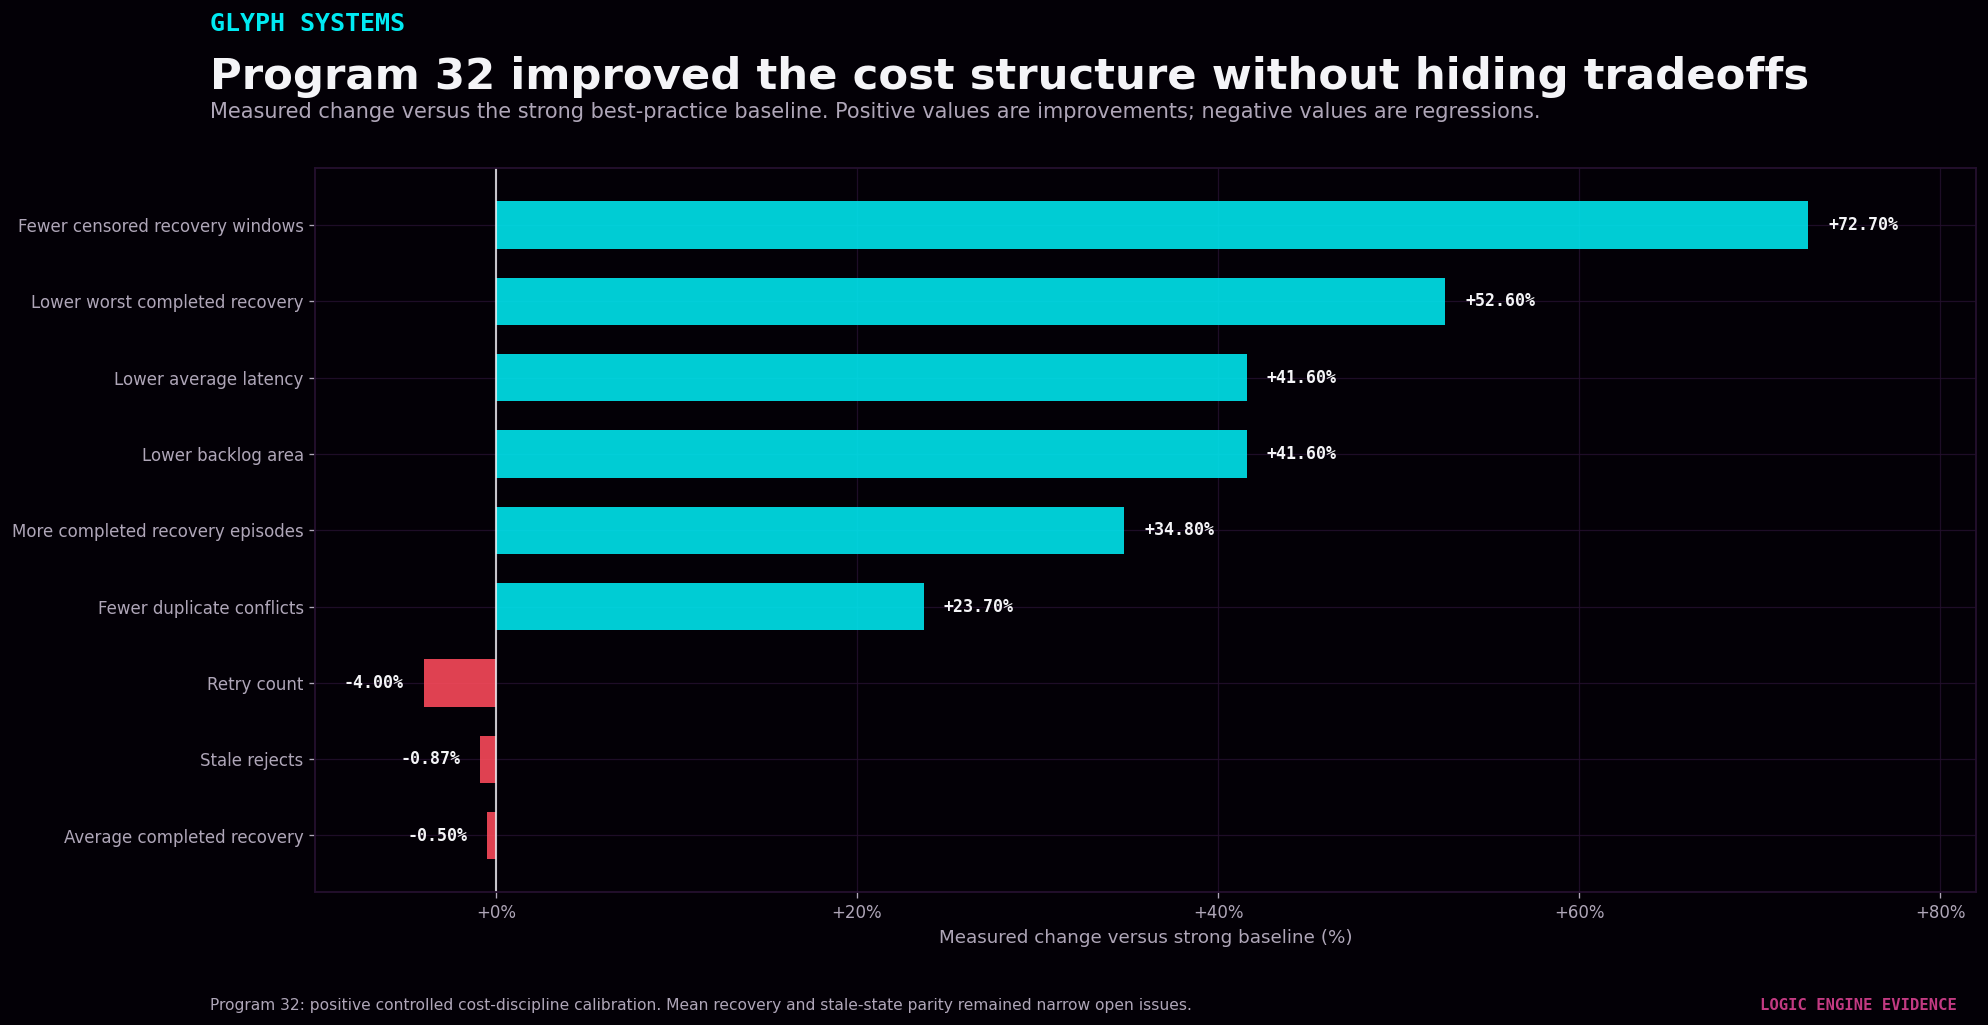 GLYPH SYSTEMS
Program 32 improved the cost structure without hiding tradeoffs
Measured change versus the strong best-practice baseline. Positive values are improvements; negative values are regressions.
Fewer censored recovery windows
+72.70%
Lower worst completed recovery
+52.60%
Lower average latency
+41.60%
Lower backlog area
+41.60%
More completed recovery episodes
+34.80%
Fewer duplicate conflicts
+23.70%
Retry count
-4.00%
Stale rejects
-0.87%
Average completed recovery
-0.50%
+0% +20% +40% +60% +80%
Measured change versus strong baseline (%)
Program 32: positive controlled cost-discipline calibration. Mean recovery and stale-state parity remained narrow open issues.
LOGIC ENGINE EVIDENCE